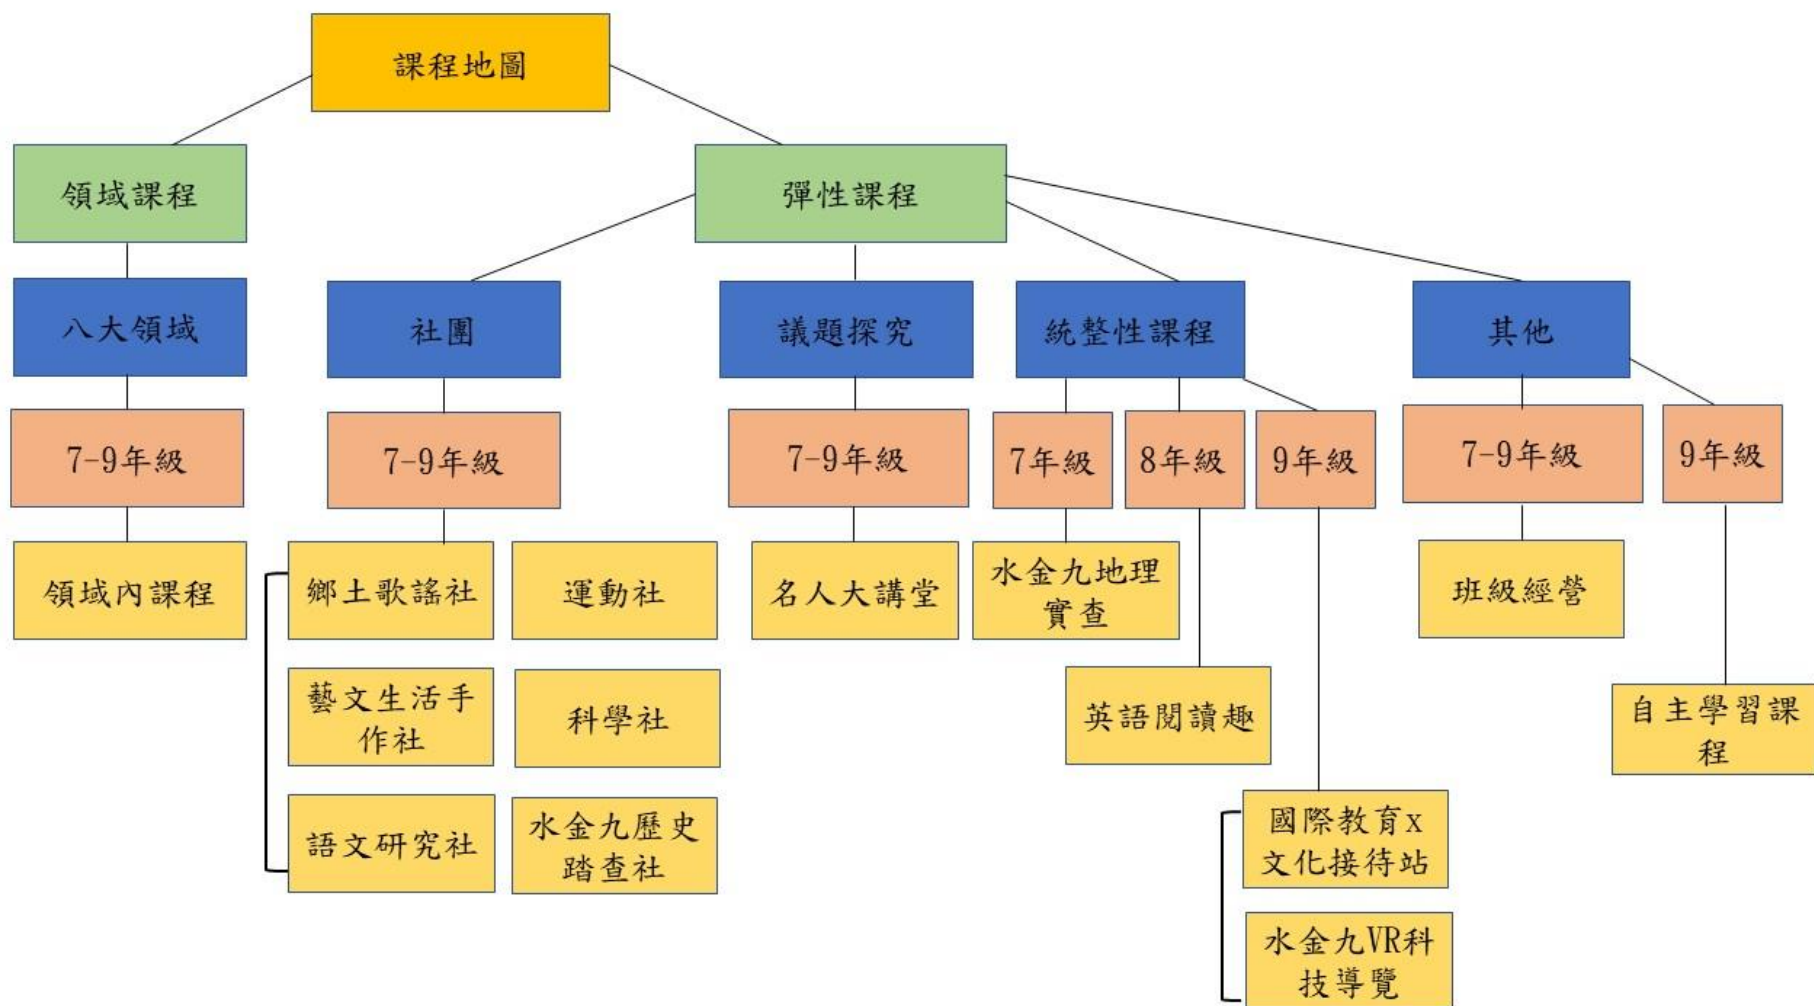 課程地圖
領域課程
彈性課程
八大領域
社團
議題探究
統整性課程
其他
7-9年級
7-9年級
7-9年級
7年級
8年級
9年級
7-9年級
9年級
領域內課程
鄉土歌謠社
運動社
名人大講堂
水金九地理
實查
班級經營
藝文生活手
作社
科學社
英語閱讀趣
自主學習課
程
語文研究社
水金九歷史
踏查社
國際教育x
文化接待站
水金九VR科
技導覽